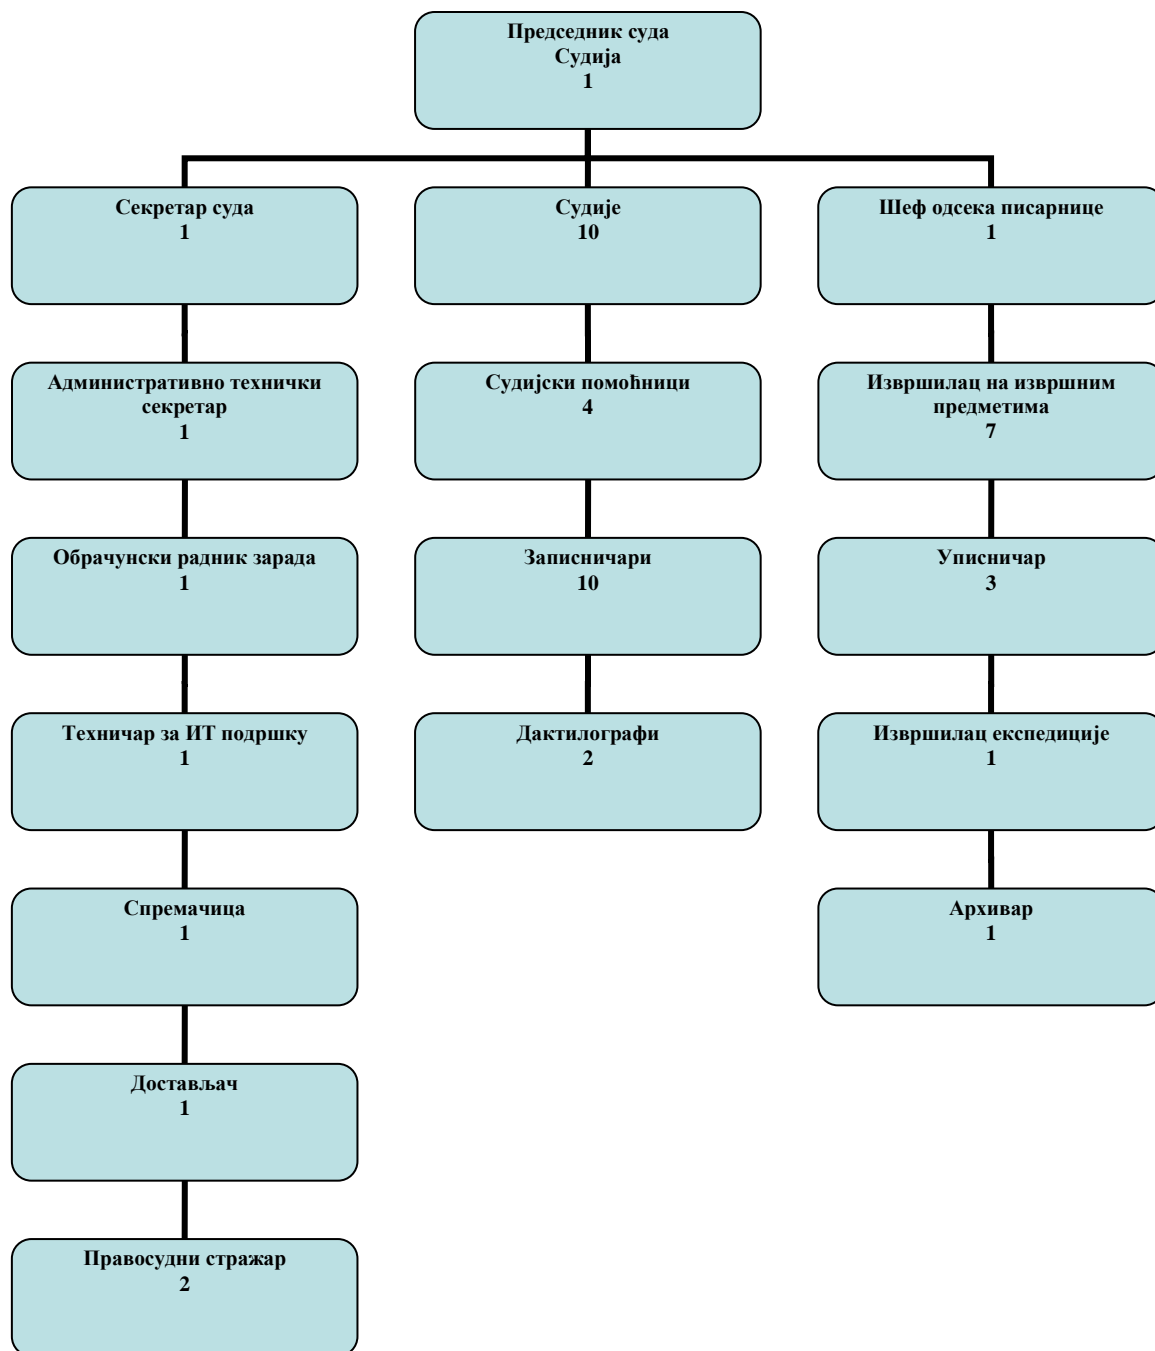 Председник суда
Судија
1
Секретар суда
1
Судије
10
Шеф одсека писарнице
1
Административно технички
секретар
1
Судијски помоћници
4
Извршилац на извршним
предметима
7
Обрачунски радник зарада
1
Записничари
10
Уписничар
3
Техничар за ИТ подршку
1
Дактилографи
2
Извршилац експедиције
1
Спремачица
1
Архивар
1
Достављач
1
Правосудни стражар
2